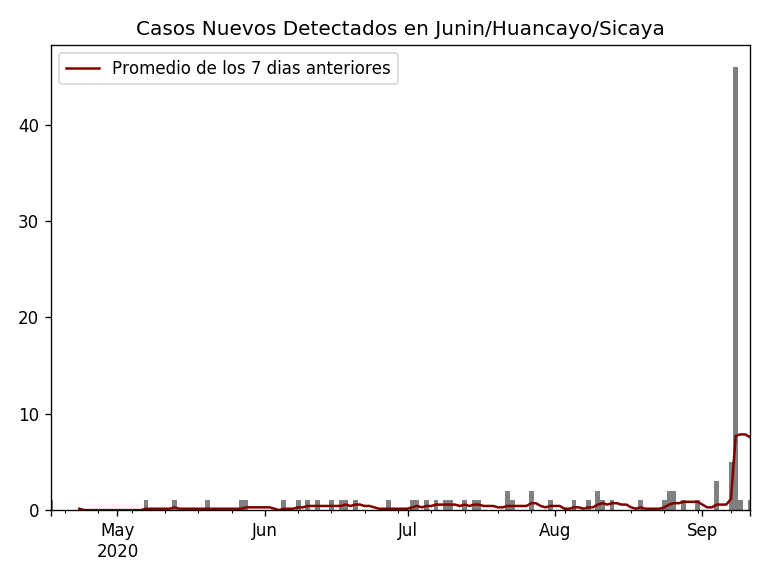 Casos Nuevos Detectados en Junin/Huancayo/Sicaya
Promedio de los 7 dias anteriores
40
30
20
10
0
May Jun Jul Aug Sep
2020